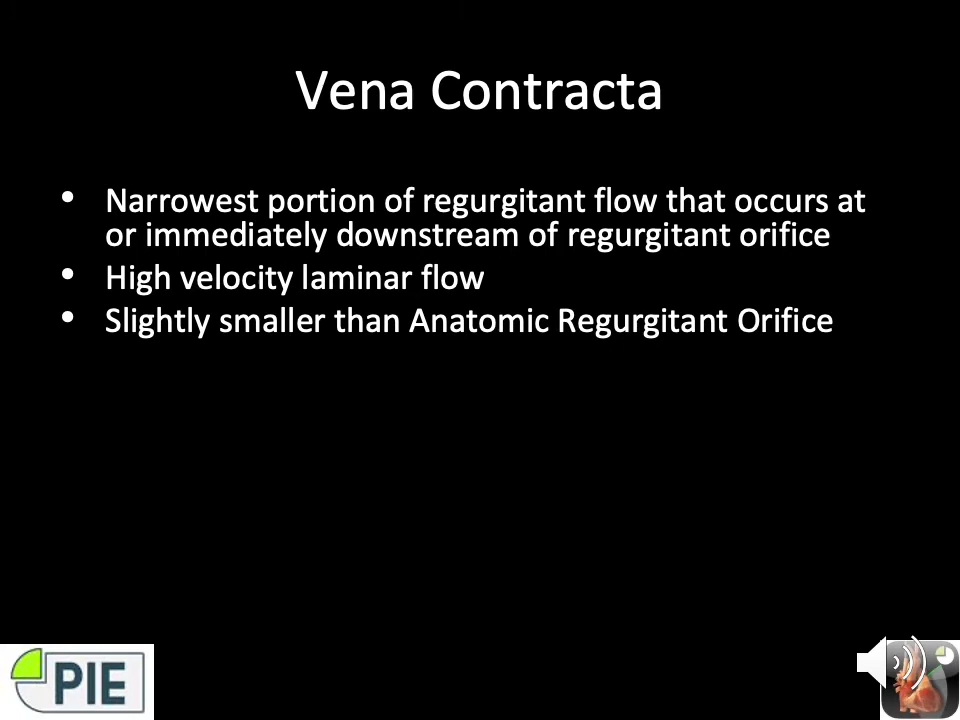 Vena Contracta
• Narrowest portion of regurgitant flow that occurs at
or immediately downstream of regurgitant orifice
• High velocity laminar flow
• Slightly smaller than Anatomic Regurgitant Orifice
PIE